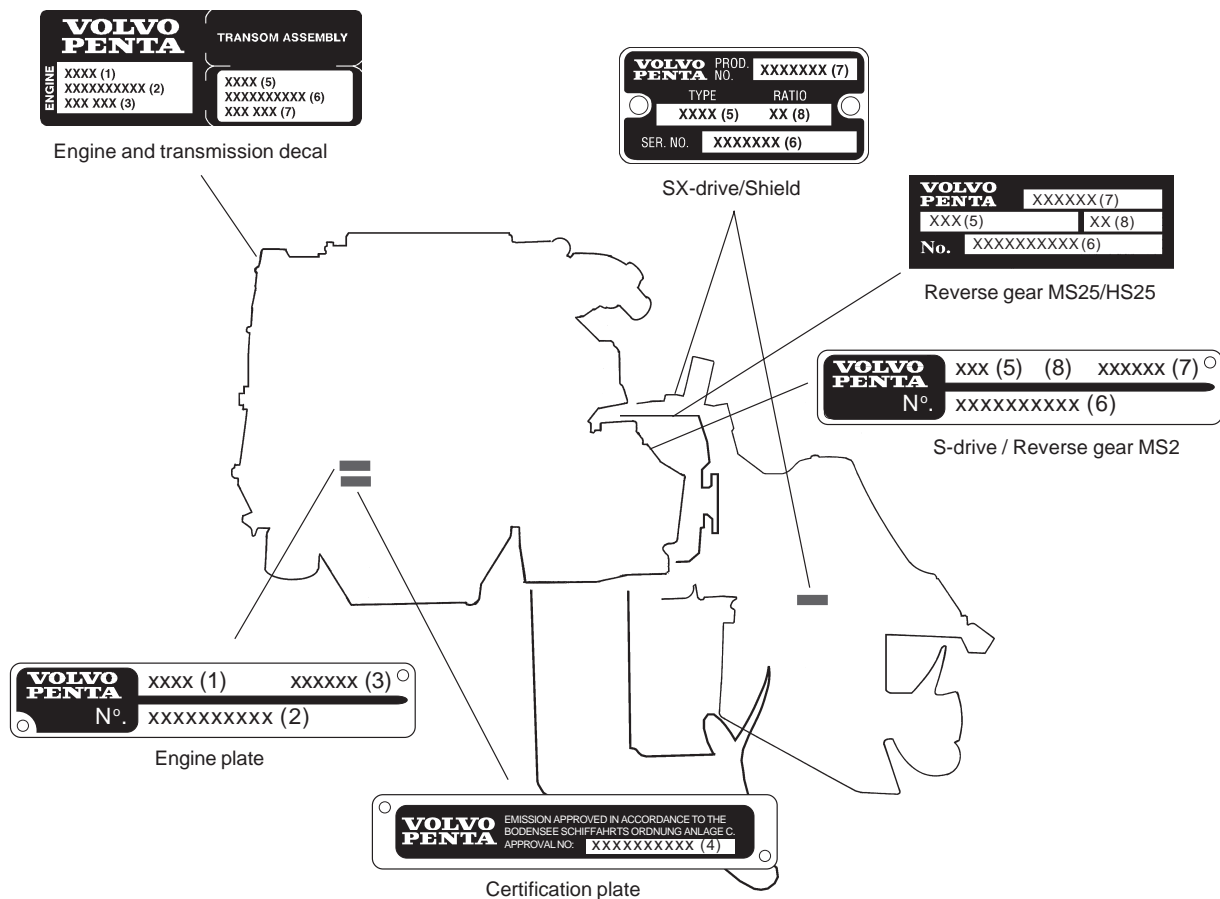 VOLVO
PENTA
TRANSOM ASSEMBLY
ENGINE
XXXX (1)
XXXXXXXXXX (2)
XXX XXX (3)
XXXX (5)
XXXXXXXXXX (6)
XXX XXX (7)
Engine and transmission decal
VOLVO
PENTA
PROD.
NO.
XXXXXXX (7)
TYPE RATIO
XXXX (5) XX (8)
SER. NO. XXXXXXX (6)
SX-drive/Shield
VOLVO
PENTA
XXXXXX (7)
XXX (5) XX (8)
No. XXXXXXXXXX (6)
Reverse gear MS25/HS25
VOLVO
PENTA
xxx (5) (8) xxxxxx (7)
Nº. xxxxxxxxxx (6)
S-drive / Reverse gear MS2
VOLVO
PENTA
xxxx (1) xxxxxx (3)
Nº. xxxxxxxxxx (2)
Engine plate
VOLVO
PENTA
EMISSION APPROVED IN ACCORDANCE TO THE
BODENSEE SCHIFFAHRTS ORDNUNG ANLAGE C.
APPROVAL NO: XXXXXXXXXX (4)
Certification plate